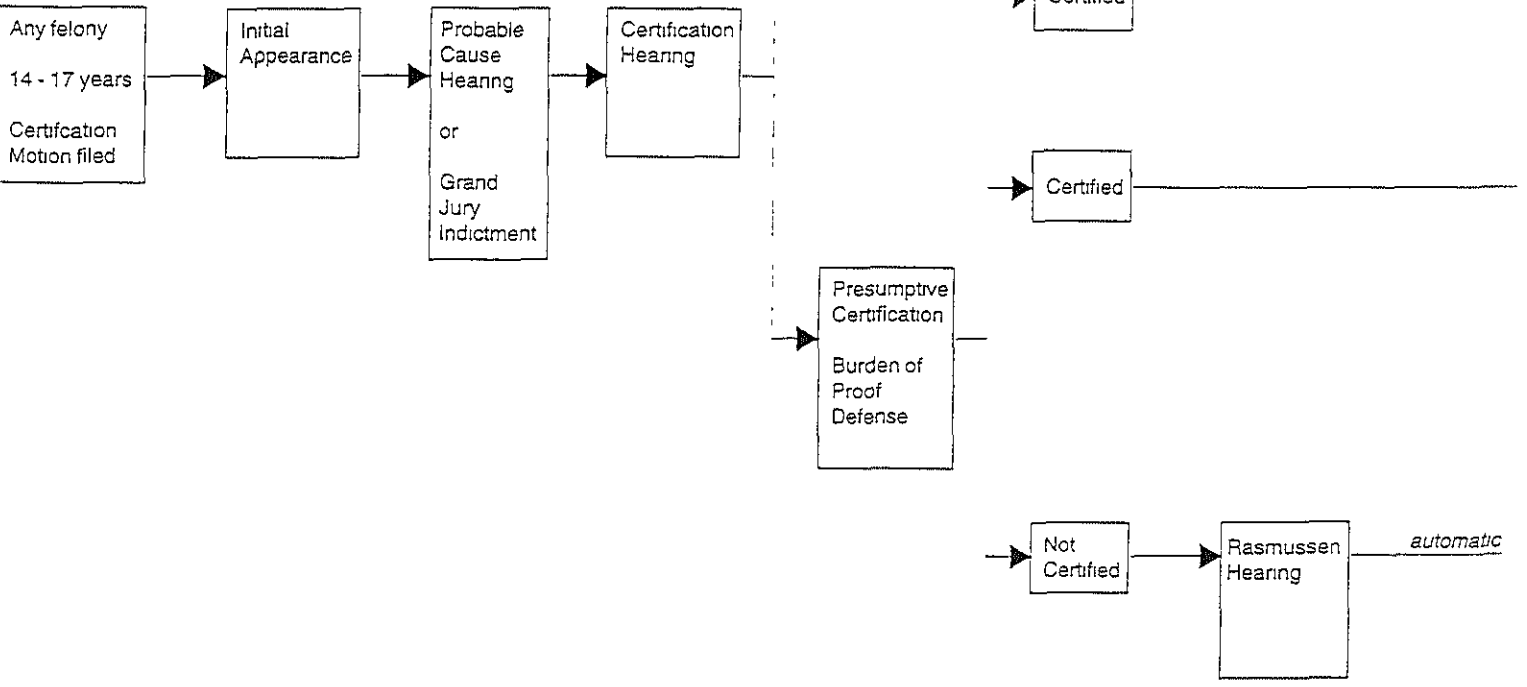 Any felony
14 - 17 years
Certifcation
Motion filed
Initial
Appearance
Probable
Cause
Hearing
or
Grand
Jury
Indictment
Certification
Hearing
Presumptive
Certification
Burden of
Proof
Defense
Certified
Certified
Not
Certified
Rasmussen
Hearing
automatic